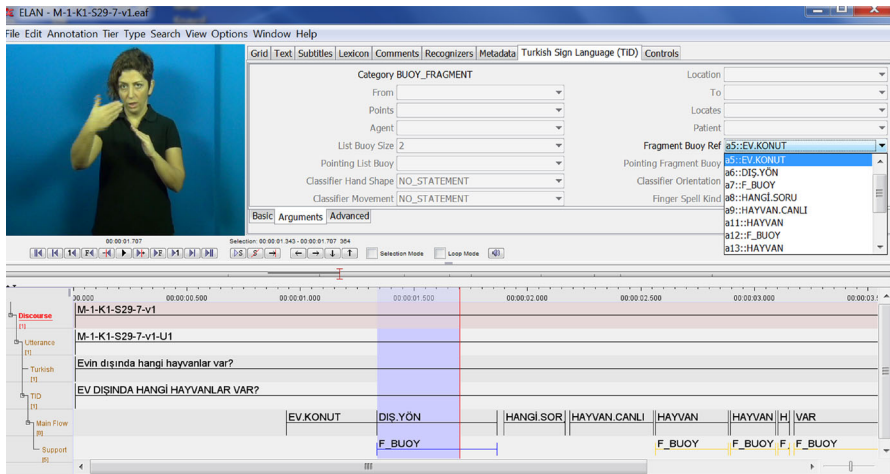 ELAN - M-1-K1-S29-7-v1.eaf
File Edit Annotation Tier Type Search View Options Window Help
Grid Text Subtitles Lexicon Comments Recognizers Metadata Turkish Sign Language (TiD) Controls
Category BUOY_FRAGMENT Location
From To
Points Locates
Agent Patient
List Buoy Size 2 Fragment Buoy Ref a5::EV.KONUT
Pointing List Buoy Pointing Fragment Buoy a5::EV.KONUT
a6::DIŞ.YÖN
Classifier Hand Shape NO_STATEMENT Classifier Orientation a7::F_BUOY
a8::HANGİ.SORU
Classifier Movement NO_STATEMENT Finger Spell Kind a9::HAYVAN.CANLI
a11::HAYVAN
a12::F_BUOY
a13::HAYVAN
Basic Arguments Advanced
00:00:01.707 Selection: 00:00:01.343 - 00:00:01.707 364
Selection Mode Loop Mode
00.000 00:00:00.500 00:00:01.000 00:00:01.500 00:00:02.000 00:00:02.500 00:00:03.000 00:00:03.
Discourse M-1-K1-S29-7-v1
[1]
Utterance M-1-K1-S29-7-v1-U1
[1]
Turkish Evin dışında hangi hayvanlar var?
[1]
TID EV DIŞINDA HANGİ HAYVANLAR VAR?
[1]
Main Flow EV.KONUT DIŞ.YÖN HANGİ.SOR HAYVAN.CANLI HAYVAN HAYVAN H VAR
Support F_BUOY F_BUOY F_BUOY F F_BUOY